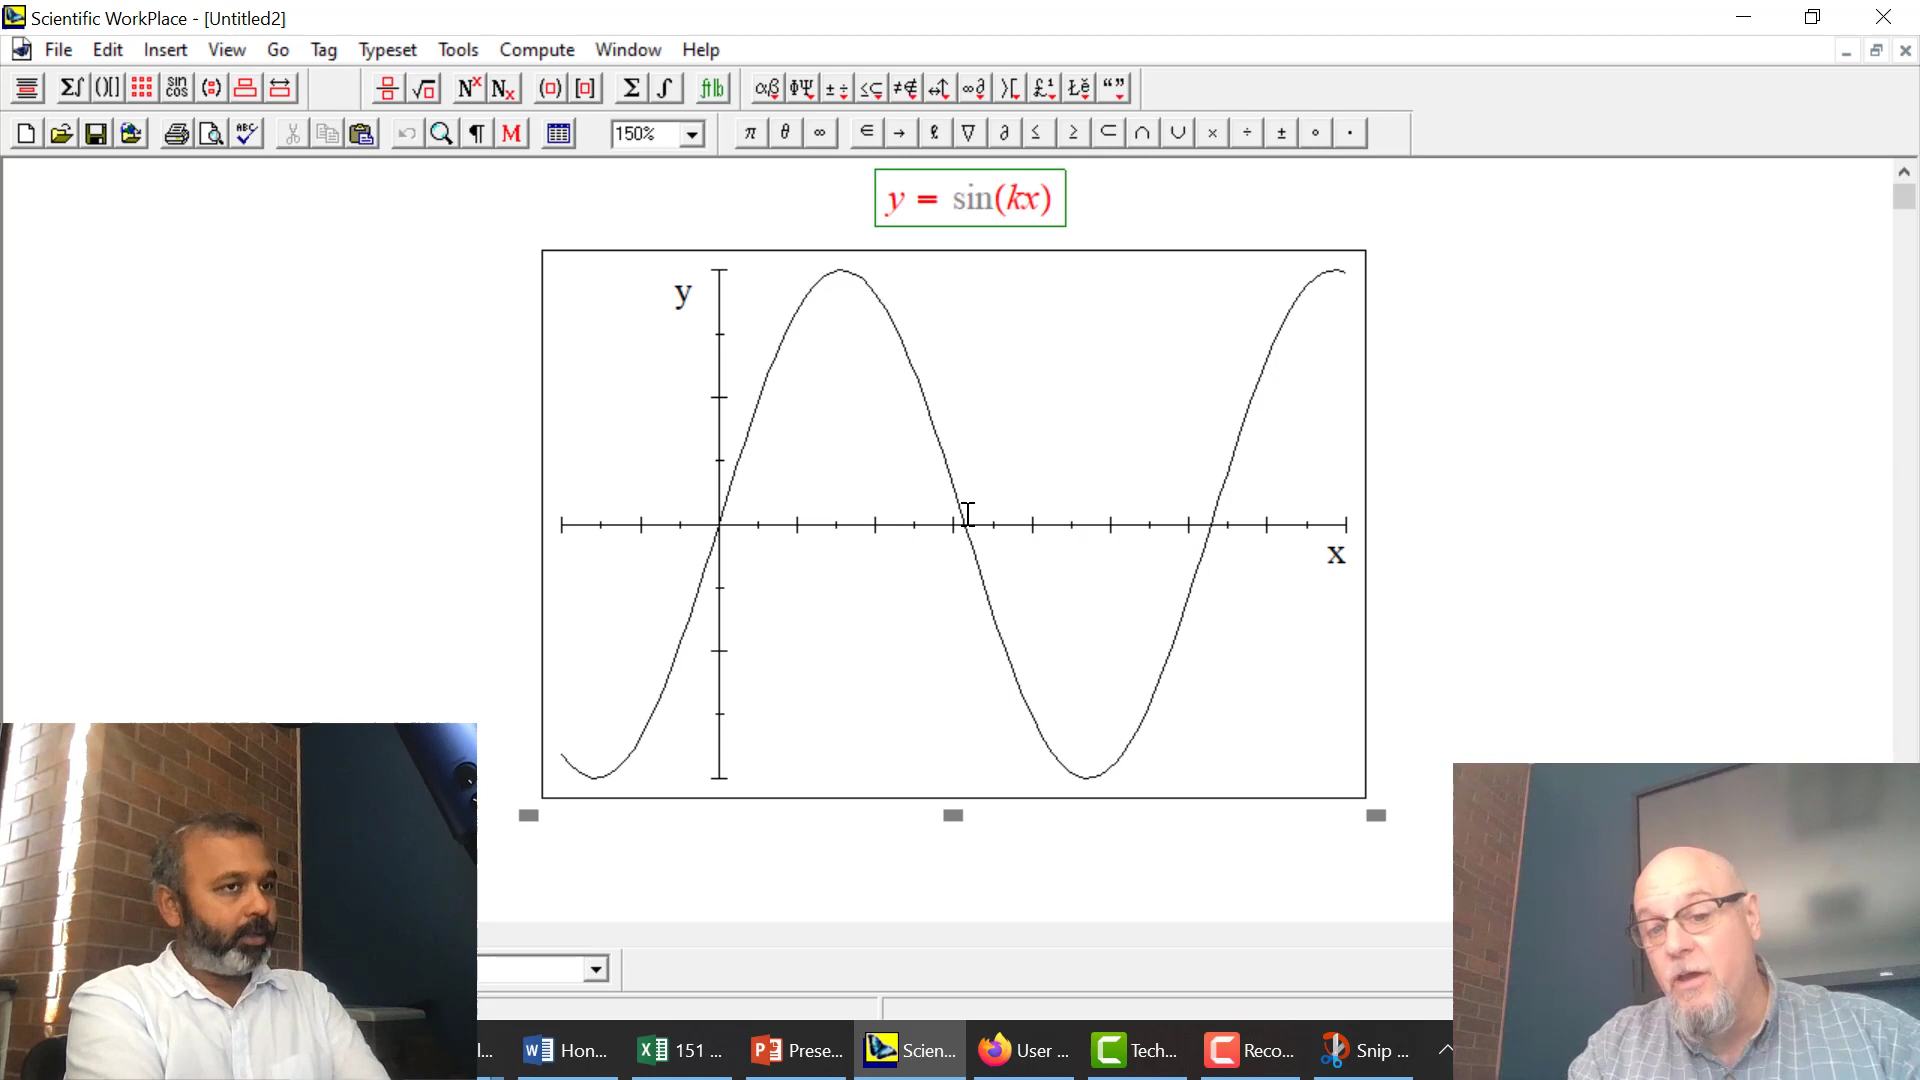 Scientific WorkPlace - [Untitled2]
File Edit Insert View Go Tag Typeset Tools Compute Window Help
150%
y = sin(kx)
y
x
l... Hon... 151 ... Prese... Scien... User ... Tech... Reco... Snip ...